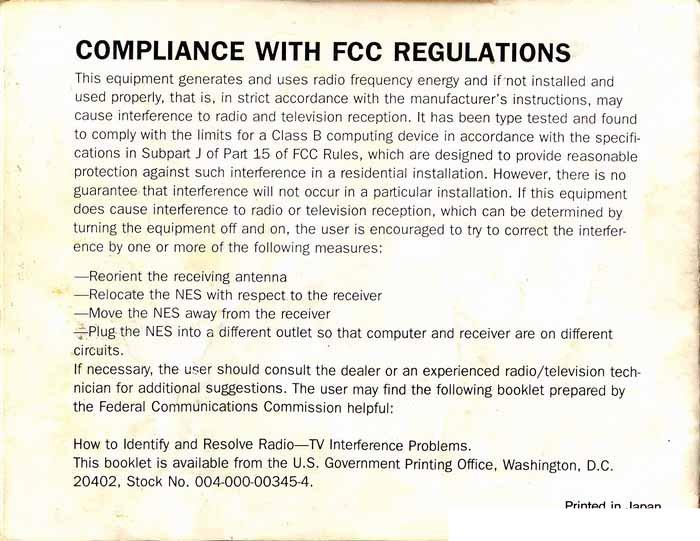 COMPLIANCE WITH FCC REGULATIONS
This equipment generates and uses radio frequency energy and if not installed and
used properly, that is, in strict accordance with the manufacturer's instructions, may
cause interference to radio and television reception. It has been type tested and found
to comply with the limits for a Class B computing device in accordance with the specifi-
cations in Subpart J of Part 15 of FCC Rules, which are designed to provide reasonable
protection against such interference in a residential installation. However, there is no
guarantee that interference will not occur in a particular installation. If this equipment
does cause interference to radio or television reception, which can be determined by
turning the equipment off and on, the user is encouraged to try to correct the interfer-
ence by one or more of the following measures:
—Reorient the receiving antenna
—Relocate the NES with respect to the receiver
—Move the NES away from the receiver
—Plug the NES into a different outlet so that computer and receiver are on different
circuits.
If necessary, the user should consult the dealer or an experienced radio/television tech-
nician for additional suggestions. The user may find the following booklet prepared by
the Federal Communications Commission helpful:
How to Identify and Resolve Radio—TV Interference Problems.
This booklet is available from the U.S. Government Printing Office, Washington, D.C.
20402, Stock No. 004-000-00345-4.
Printed in Japan